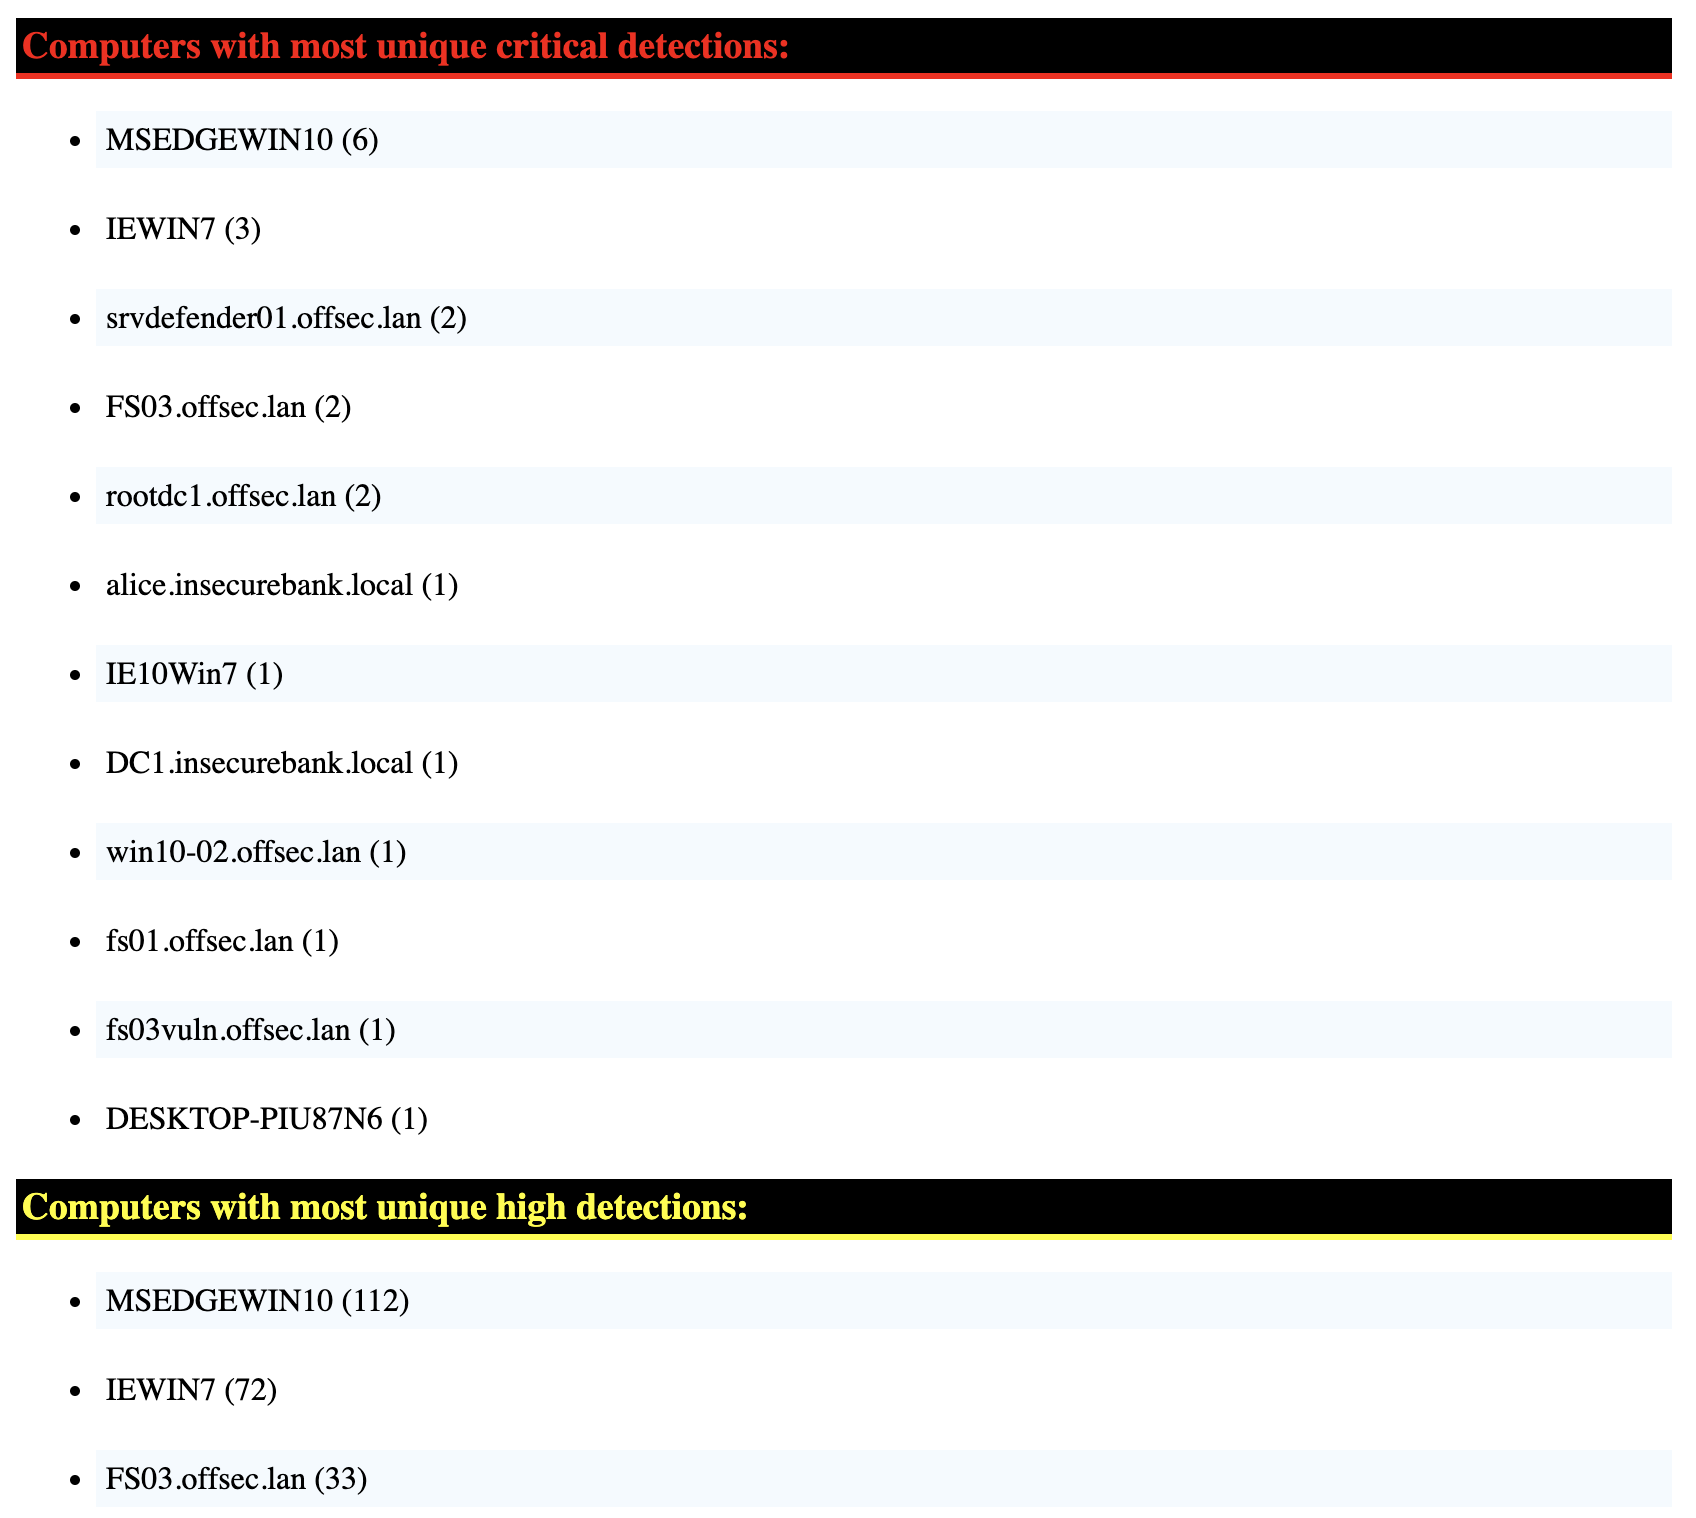 Computers with most unique critical detections:
MSEDGEWIN10 (6)
IEWIN7 (3)
srvdefender01.offsec.lan (2)
FS03.offsec.lan (2)
rootdc1.offsec.lan (2)
alice.insecurebank.local (1)
IE10Win7 (1)
DC1.insecurebank.local (1)
win10-02.offsec.lan (1)
fs01.offsec.lan (1)
fs03vuln.offsec.lan (1)
DESKTOP-PIU87N6 (1)
Computers with most unique high detections:
MSEDGEWIN10 (112)
IEWIN7 (72)
FS03.offsec.lan (33)